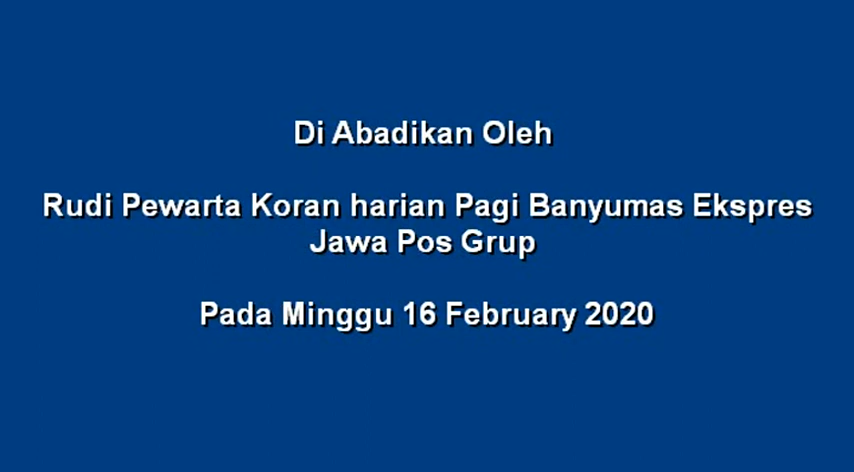 Di Abadikan Oleh
Rudi Pewarta Koran harian Pagi Banyumas Ekspres
Jawa Pos Grup
Pada Minggu 16 February 2020